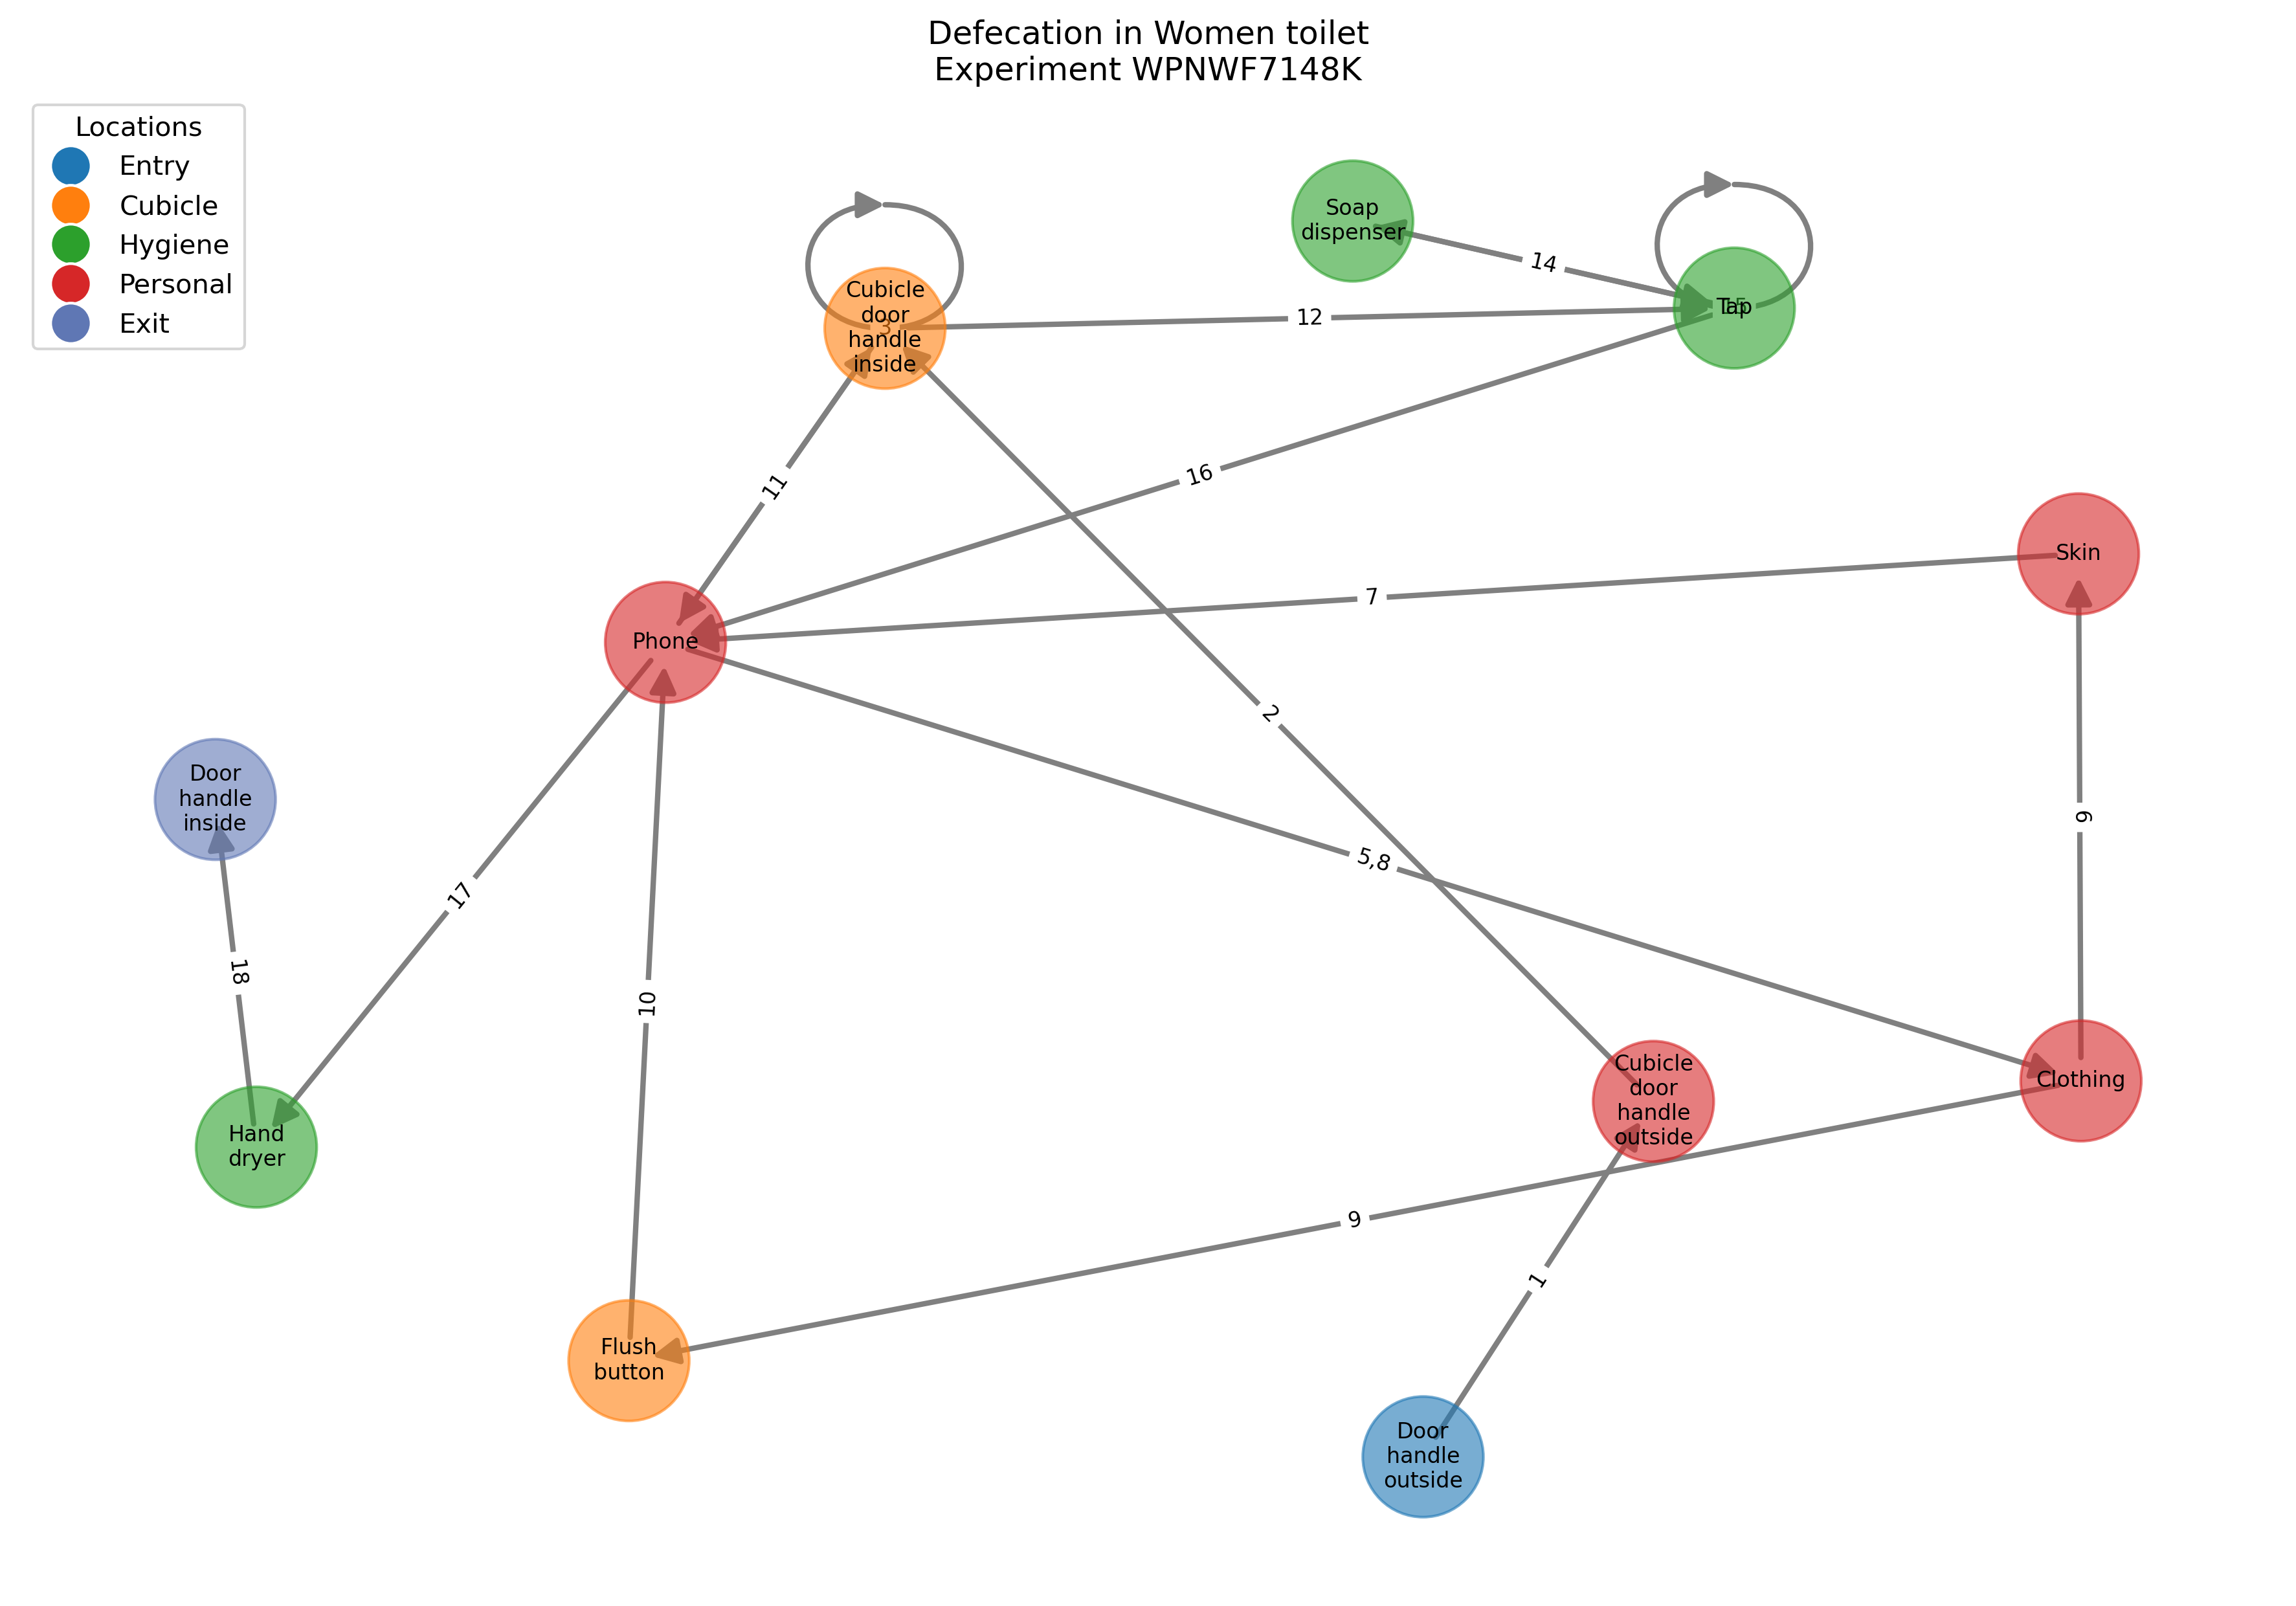 Defecation in Women toilet
Experiment WPNWF7148K
Locations
Entry
Cubicle
Hygiene
Personal
Exit
Soap
dispenser
14
Cubicle
door
handle
inside
3
12
Tap
15
11
16
Skin
7
Phone
2
Door
handle
inside
6
5,8
17
18
10
Cubicle
door
handle
outside
Clothing
Hand
dryer
9
1
Flush
button
Door
handle
outside